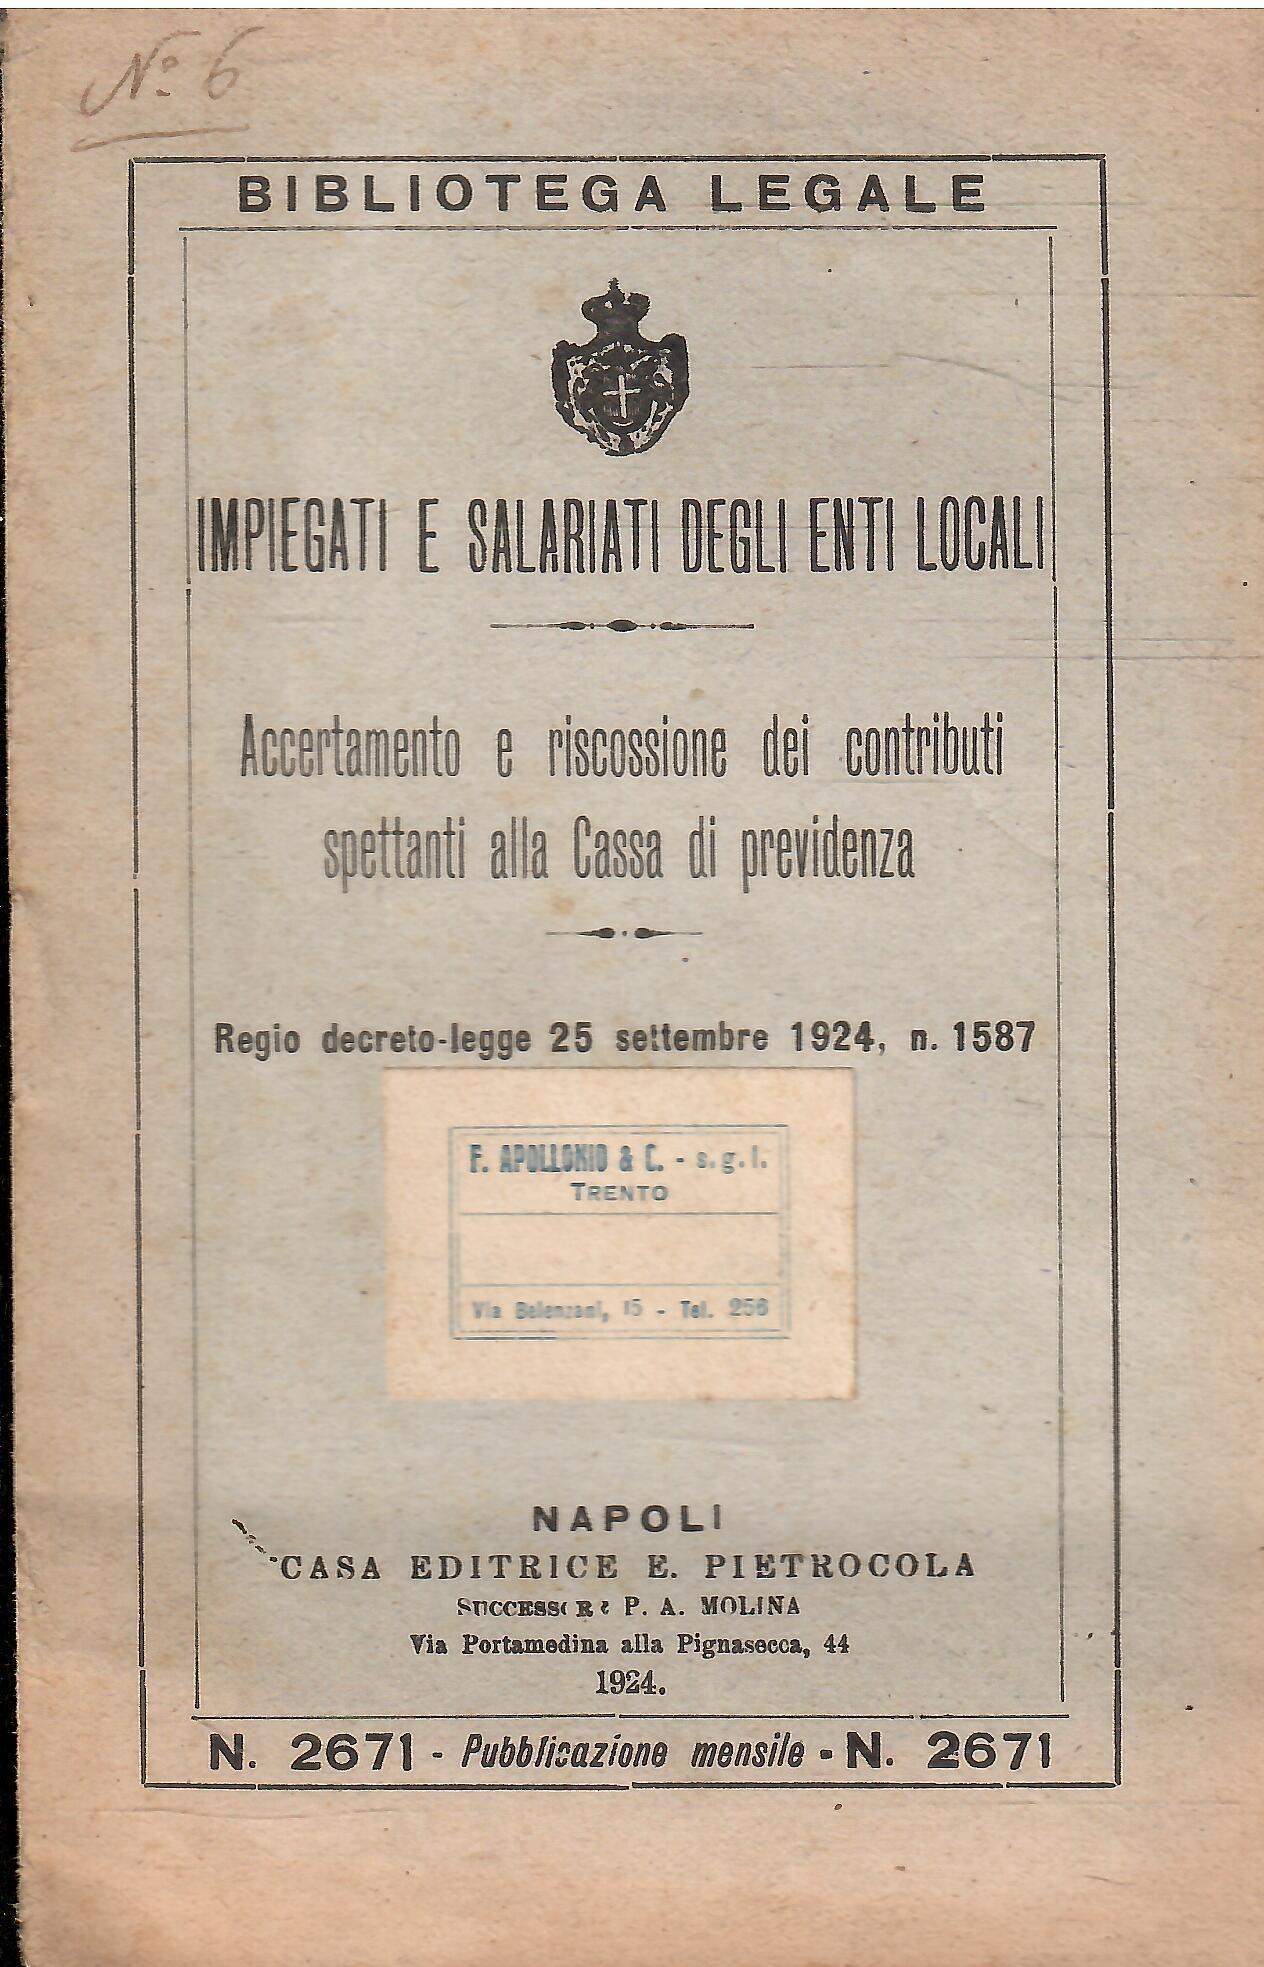 No. 6
BIBLIOTEGA LEGALE
IMPIEGATI E SALARIATI DEGLI ENTI LOCALI
Accertamento e riscossione dei contributi
spettanti alla Cassa di previdenza
Regio decreto-legge 25 settembre 1924, n. 1587
F. APOLLONIO & C. - s.g.l.
TRENTO
Via Belenzani, 15 - Tel. 256
NAPOLI
CASA EDITRICE E. PIETROCOLA
SUCCESSORE P. A. MOLINA
Via Portamedina alla Pignasecca, 44
1924.
N. 2671 - Pubblicazione mensile - N. 2671